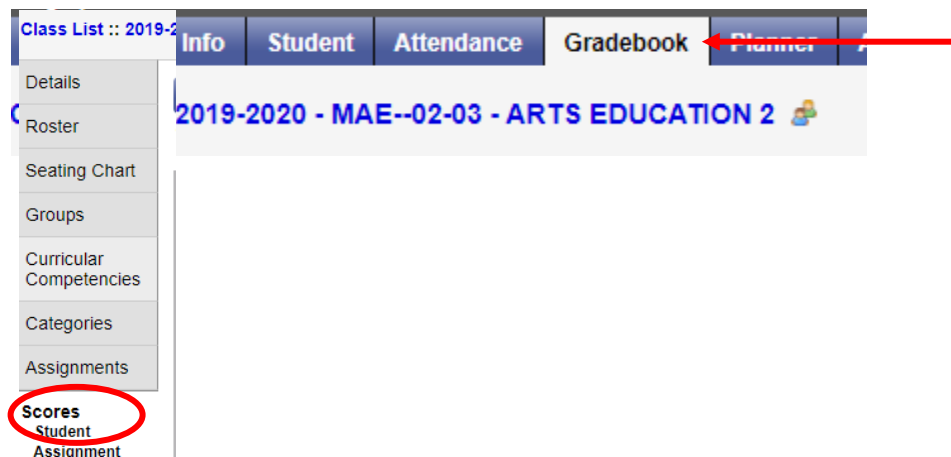 Class List :: 2019-2
Info Student Attendance Gradebook Planner A
2019-2020 - MAE--02-03 - ARTS EDUCATION 2
Details
Roster
Seating Chart
Groups
Curricular
Competencies
Categories
Assignments
Scores
Student
Assignment